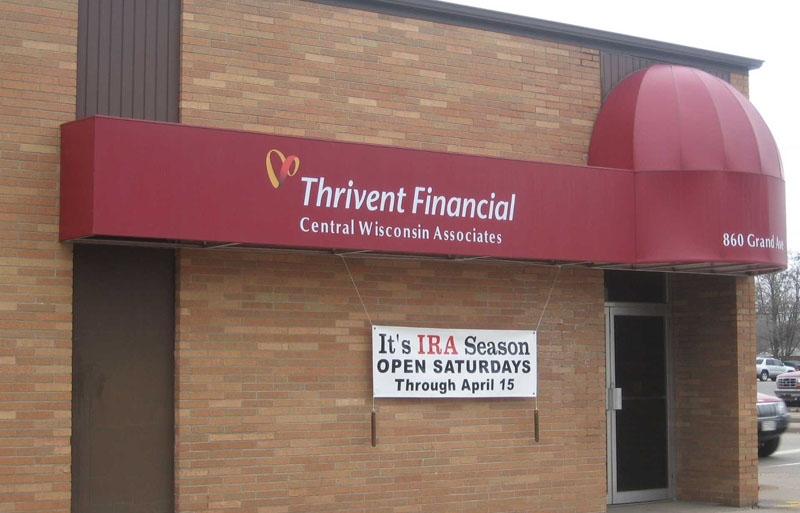 Thrivent Financial
Central Wisconsin Associates
860 Grand Ave
It's IRA Season
OPEN SATURDAYS
Through April 15